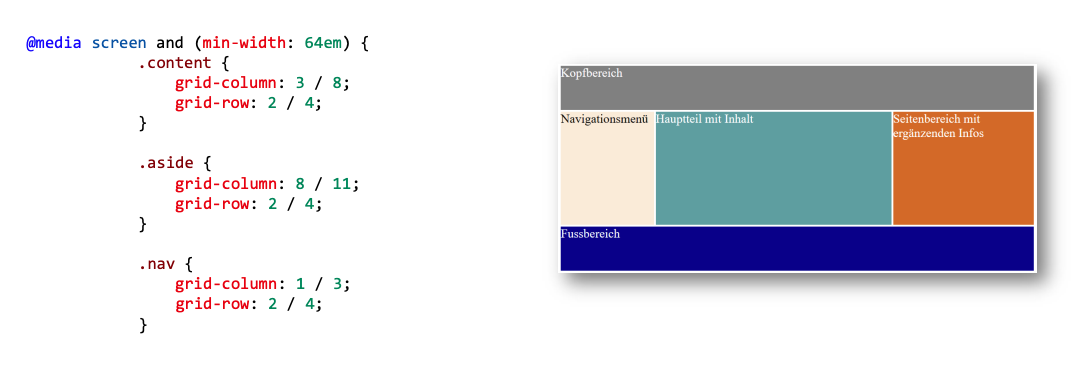 @media screen and (min-width: 64em) {
.content {
grid-column: 3 / 8;
grid-row: 2 / 4;
}
.aside {
grid-column: 8 / 11;
grid-row: 2 / 4;
}
.nav {
grid-column: 1 / 3;
grid-row: 2 / 4;
}
Kopfbereich
Navigationsmenü
Hauptteil mit Inhalt
Seitenbereich mit
ergänzenden Infos
Fussbereich